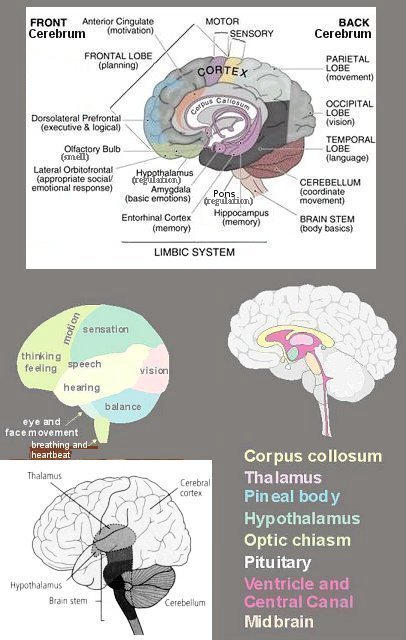 FRONT
Cerebrum
Anterior Cingulate
(motivation)
MOTOR
SENSORY
BACK
Cerebrum
FRONTAL LOBE
(planning)
CORTEX
PARIETAL
LOBE
(movement)
Corpus Callosum
OCCIPITAL
LOBE
(vision)
Dorsolateral Prefrontal
(executive & logical)
TEMPORAL
LOBE
(language)
Olfactory Bulb
(smell)
Lateral Orbitofrontal
(appropriate social/
emotional response)
Hypothalamus
(regulation)
Amygdala
(basic emotions)
Pons
(regulation)
CEREBELLUM
(coordinate
movement)
Entorhinal Cortex
(memory)
Hippocampus
(memory)
BRAIN STEM
(body basics)
LIMBIC SYSTEM
motion
sensation
thinking
feeling
speech
vision
hearing
balance
eye and
face movement
breathing and
heartbeat
Corpus collosum
Thalamus
Pineal body
Hypothalamus
Optic chiasm
Pituitary
Ventricle and
Central Canal
Midbrain
Thalamus
Cerebral
cortex
Hypothalamus
Brain stem
Cerebellum